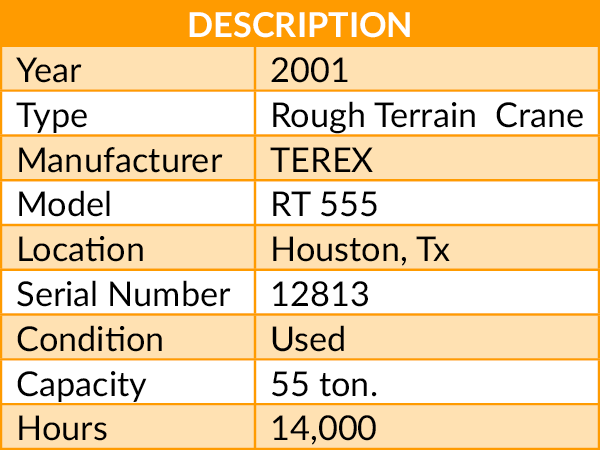 DESCRIPTION
Year 2001
Type Rough Terrain  Crane
Manufacturer TEREX
Model RT 555
Location Houston, Tx
Serial Number 12813
Condition Used
Capacity 55 ton.
Hours 14,000